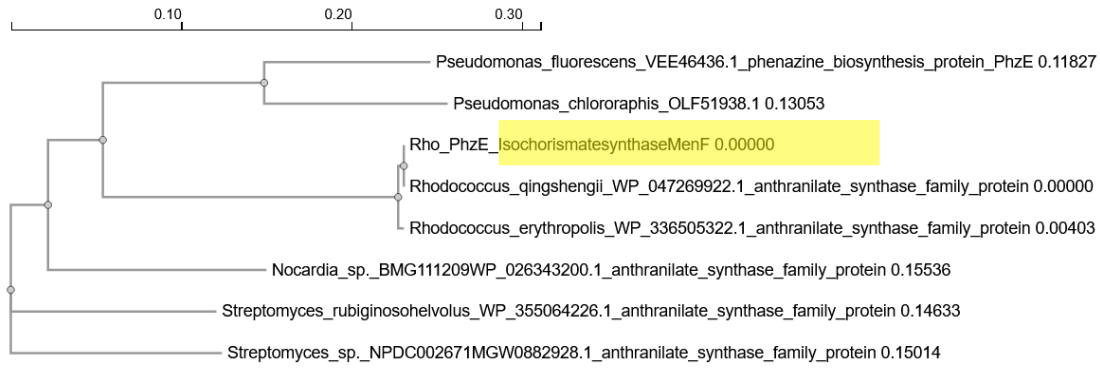 0.10 0.20 0.30
Pseudomonas_fluorescens_VEE46436.1_phenazine_biosynthesis_protein_PhzE 0.11827
Pseudomonas_chlororaphis_OLF51938.1 0.13053
Rho_PhzE_IsochorismatesynthaseMenF 0.00000
Rhodococcus_qingshengii_WP_047269922.1_anthranilate_synthase_family_protein 0.00000
Rhodococcus_erythropolis_WP_336505322.1_anthranilate_synthase_family_protein 0.00403
Nocardia_sp._BMG111209WP_026343200.1_anthranilate_synthase_family_protein 0.15536
Streptomyces_rubiginosohelvolus_WP_355064226.1_anthranilate_synthase_family_protein 0.14633
Streptomyces_sp._NPDC002671MGW0882928.1_anthranilate_synthase_family_protein 0.15014